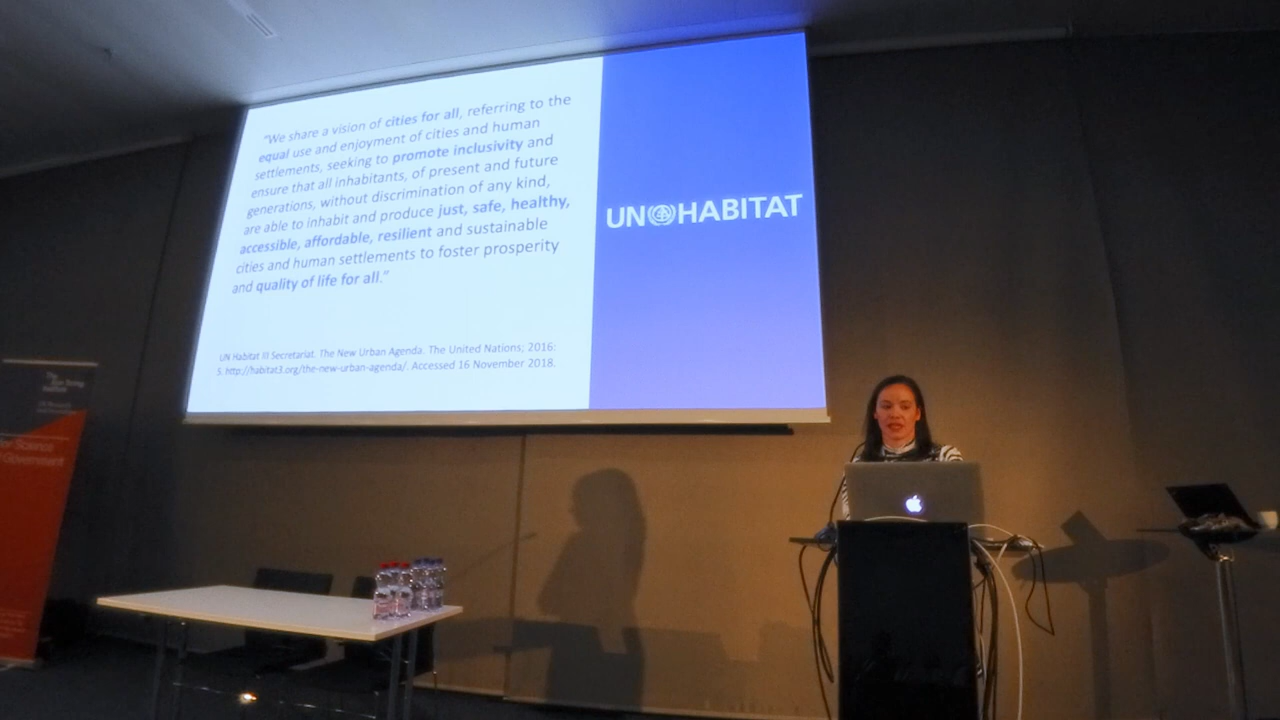 "We share a vision of cities for all, referring to the
equal use and enjoyment of cities and human
settlements, seeking to promote inclusivity and
ensure that all inhabitants, of present and future
generations, without discrimination of any kind,
are able to inhabit and produce just, safe, healthy,
accessible, affordable, resilient and sustainable
cities and human settlements to foster prosperity
and quality of life for all."
UN Habitat III Secretariat. The New Urban Agenda. The United Nations; 2016:
5. http://habitat3.org/the-new-urban-agenda/. Accessed 16 November 2018.
UN HABITAT
Science
Government